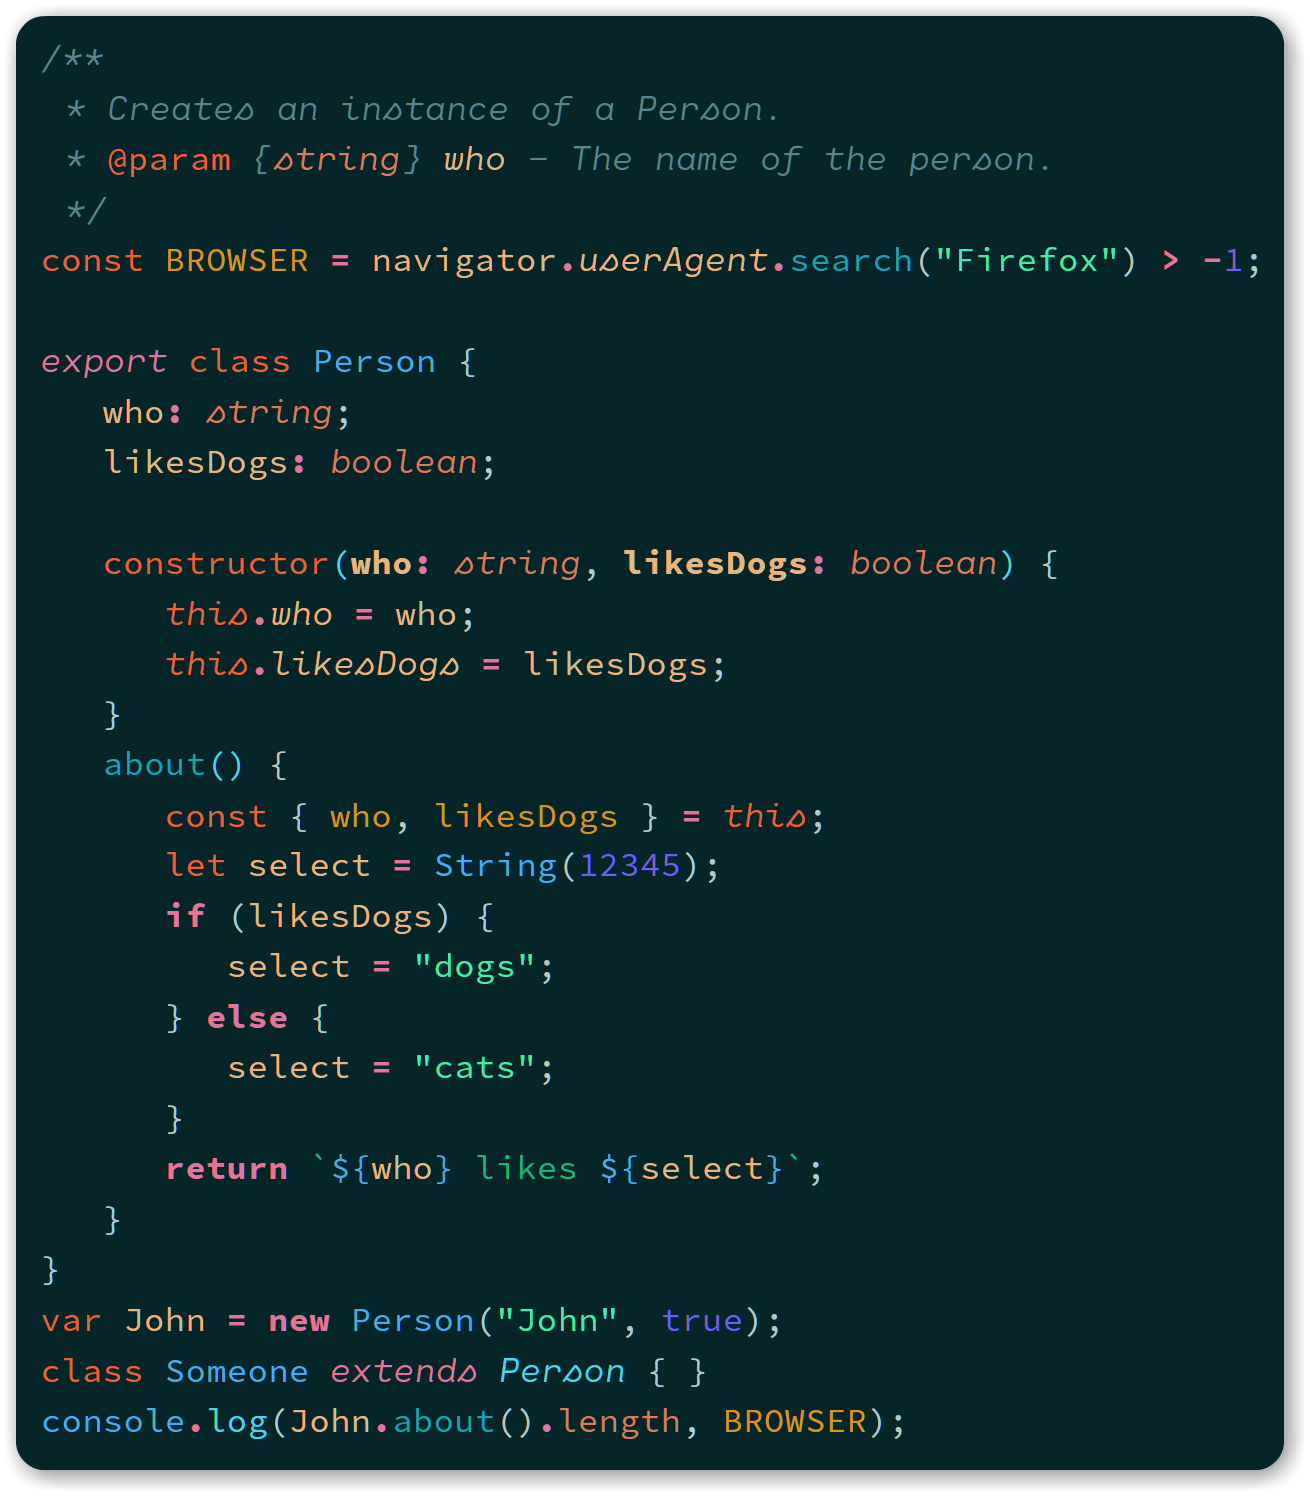 /**
 * Creates an instance of a Person.
 * @param {string} who - The name of the person.
 */
const BROWSER = navigator.userAgent.search("Firefox") > -1;

export class Person {
   who: string;
   likesDogs: boolean;

   constructor(who: string, likesDogs: boolean) {
      this.who = who;
      this.likesDogs = likesDogs;
   }
   about() {
      const { who, likesDogs } = this;
      let select = String(12345);
      if (likesDogs) {
         select = "dogs";
      } else {
         select = "cats";
      }
      return `${who} likes ${select}`;
   }
}
var John = new Person("John", true);
class Someone extends Person { }
console.log(John.about().length, BROWSER);